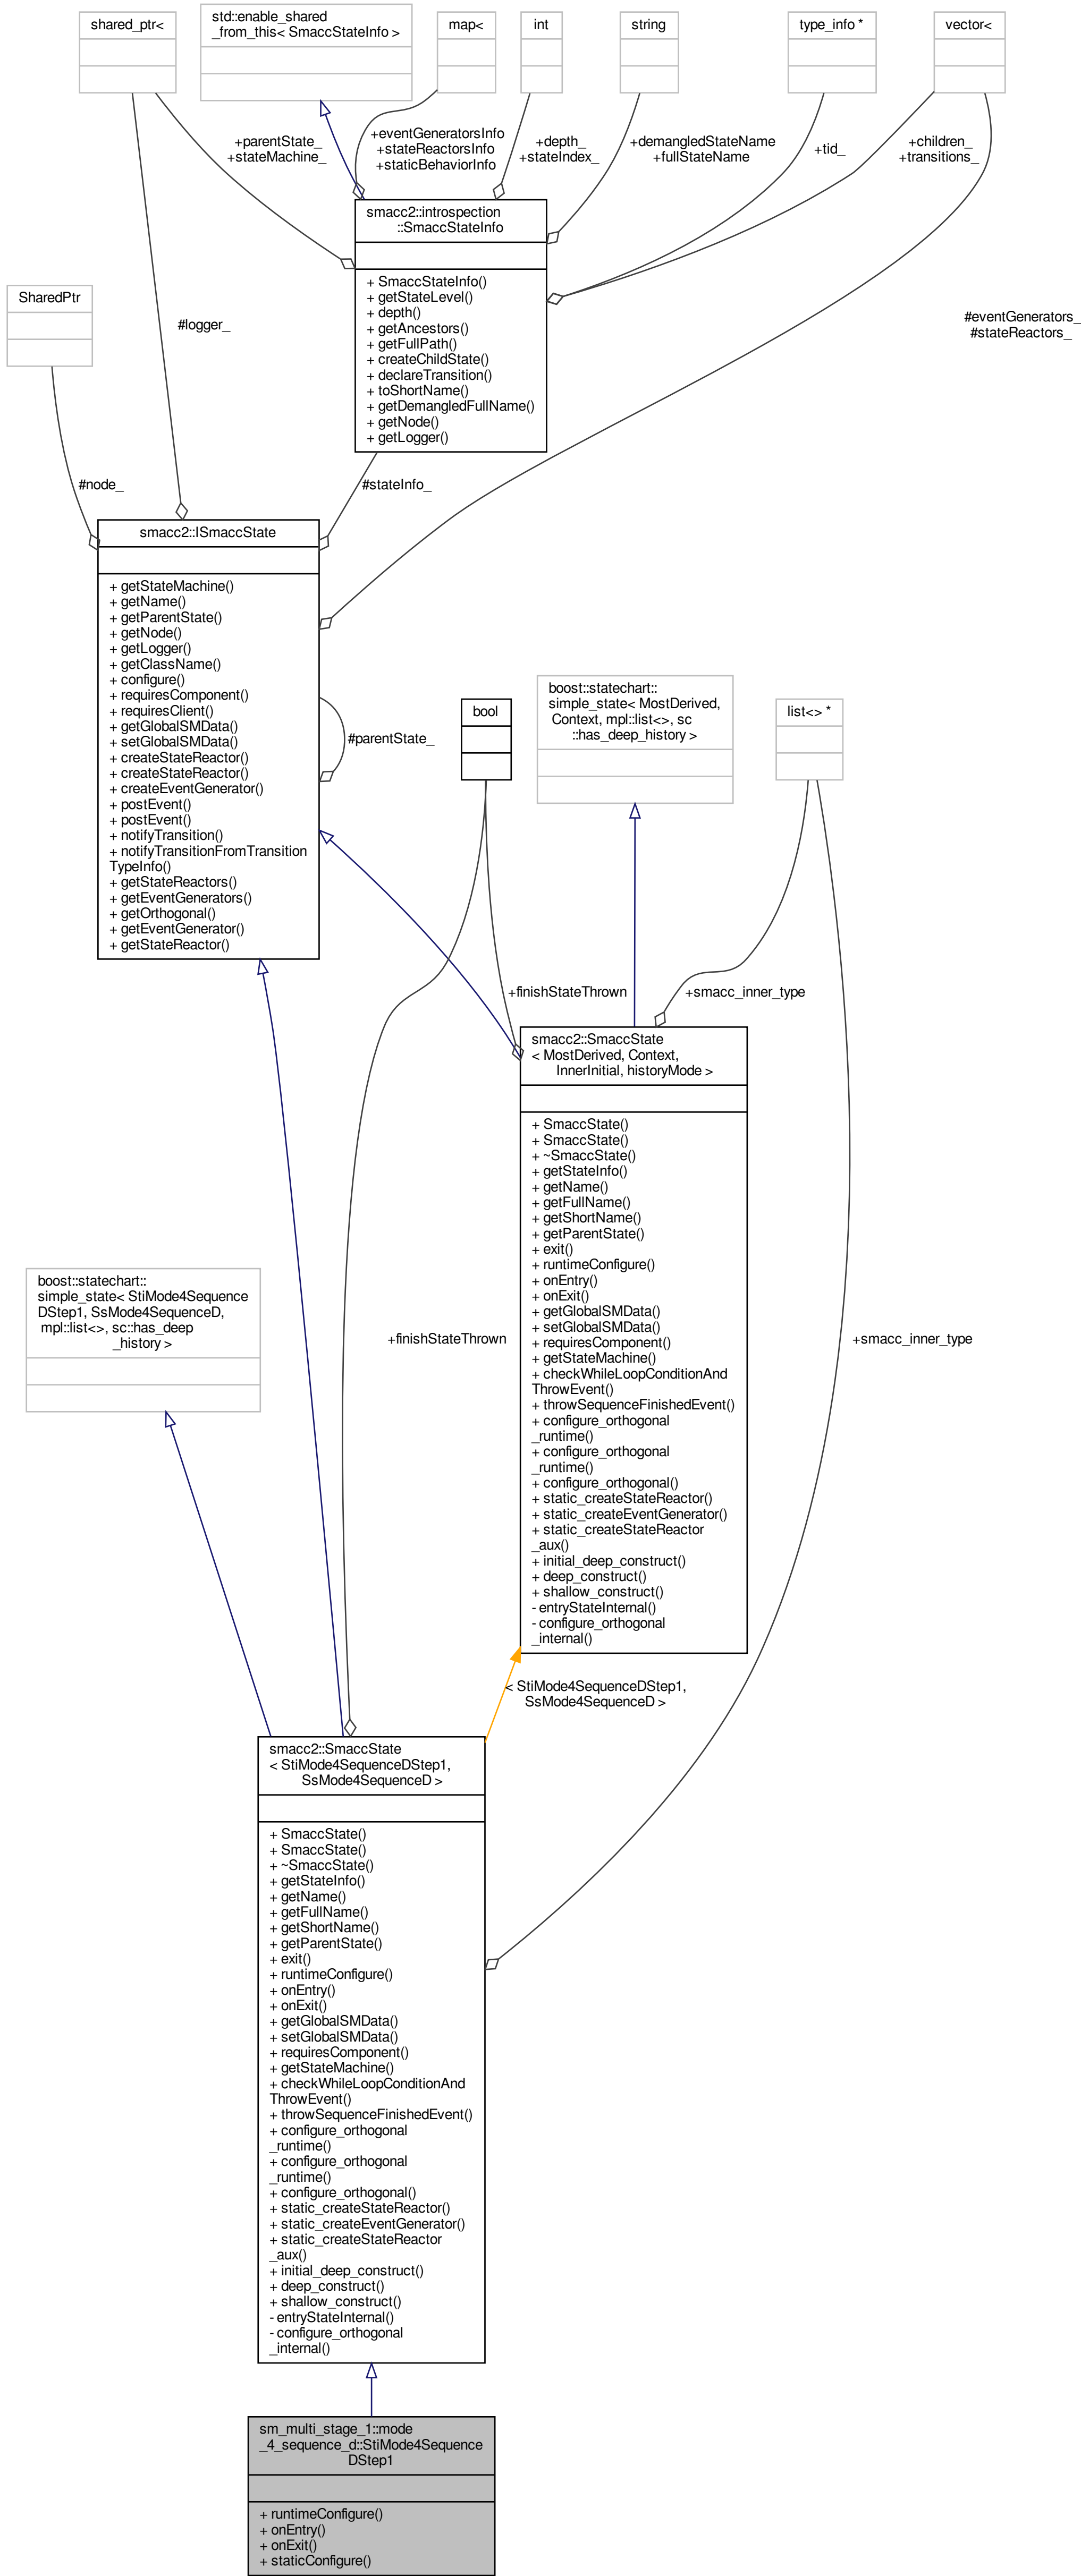 shared_ptr<
std::enable_shared
_from_this< SmaccStateInfo >
map<
int
string
type_info *
vector<
+parentState_
+stateMachine_
+eventGeneratorsInfo
+stateReactorsInfo
+staticBehaviorInfo
+depth_
+stateIndex_
+demangledStateName
+fullStateName
+tid_
+children_
+transitions_
smacc2::introspection
::SmaccStateInfo
+ SmaccStateInfo()
+ getStateLevel()
+ depth()
+ getAncestors()
+ getFullPath()
+ createChildState()
+ declareTransition()
+ toShortName()
+ getDemangledFullName()
+ getNode()
+ getLogger()
SharedPtr
#logger_
#eventGenerators_
#stateReactors_
#node_
#stateInfo_
smacc2::ISmaccState
+ getStateMachine()
+ getName()
+ getParentState()
+ getNode()
+ getLogger()
+ getClassName()
+ configure()
+ requiresComponent()
+ requiresClient()
+ getGlobalSMData()
+ setGlobalSMData()
+ createStateReactor()
+ createStateReactor()
+ createEventGenerator()
+ postEvent()
+ postEvent()
+ notifyTransition()
+ notifyTransitionFromTransition
TypeInfo()
+ getStateReactors()
+ getEventGenerators()
+ getOrthogonal()
+ getEventGenerator()
+ getStateReactor()
#parentState_
bool
boost::statechart::
simple_state< MostDerived,
Context, mpl::list<>, sc
::has_deep_history >
list<> *
+finishStateThrown
+smacc_inner_type
smacc2::SmaccState
< MostDerived, Context,
InnerInitial, historyMode >
+ SmaccState()
+ SmaccState()
+ ~SmaccState()
+ getStateInfo()
+ getName()
+ getFullName()
+ getShortName()
+ getParentState()
+ exit()
+ runtimeConfigure()
+ onEntry()
+ onExit()
+ getGlobalSMData()
+ setGlobalSMData()
+ requiresComponent()
+ getStateMachine()
+ checkWhileLoopConditionAnd
ThrowEvent()
+ throwSequenceFinishedEvent()
+ configure_orthogonal
_runtime()
+ configure_orthogonal
_runtime()
+ configure_orthogonal()
+ static_createStateReactor()
+ static_createEventGenerator()
+ static_createStateReactor
_aux()
+ initial_deep_construct()
+ deep_construct()
+ shallow_construct()
- entryStateInternal()
- configure_orthogonal
_internal()
boost::statechart::
simple_state< StiMode4Sequence
DStep1, SsMode4SequenceD,
mpl::list<>, sc::has_deep
_history >
+finishStateThrown
+smacc_inner_type
< StiMode4SequenceDStep1,
SsMode4SequenceD >
smacc2::SmaccState
< StiMode4SequenceDStep1,
SsMode4SequenceD >
+ SmaccState()
+ SmaccState()
+ ~SmaccState()
+ getStateInfo()
+ getName()
+ getFullName()
+ getShortName()
+ getParentState()
+ exit()
+ runtimeConfigure()
+ onEntry()
+ onExit()
+ getGlobalSMData()
+ setGlobalSMData()
+ requiresComponent()
+ getStateMachine()
+ checkWhileLoopConditionAnd
ThrowEvent()
+ throwSequenceFinishedEvent()
+ configure_orthogonal
_runtime()
+ configure_orthogonal
_runtime()
+ configure_orthogonal()
+ static_createStateReactor()
+ static_createEventGenerator()
+ static_createStateReactor
_aux()
+ initial_deep_construct()
+ deep_construct()
+ shallow_construct()
- entryStateInternal()
- configure_orthogonal
_internal()
sm_multi_stage_1::mode
_4_sequence_d::StiMode4Sequence
DStep1
+ runtimeConfigure()
+ onEntry()
+ onExit()
+ staticConfigure()